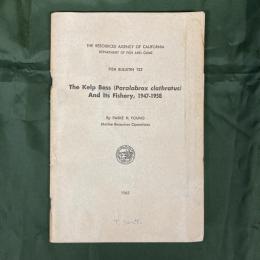 THE RESOURCES AGENCY OF CALIFORNIA
DEPARTMENT OF FISH AND GAME
FISH BULLETIN 122
The Kelp Bass (Paralabrax clathratus)
And Its Fishery, 1947-1958
By PARKE H. YOUNG
Marine Resources Operations
1963